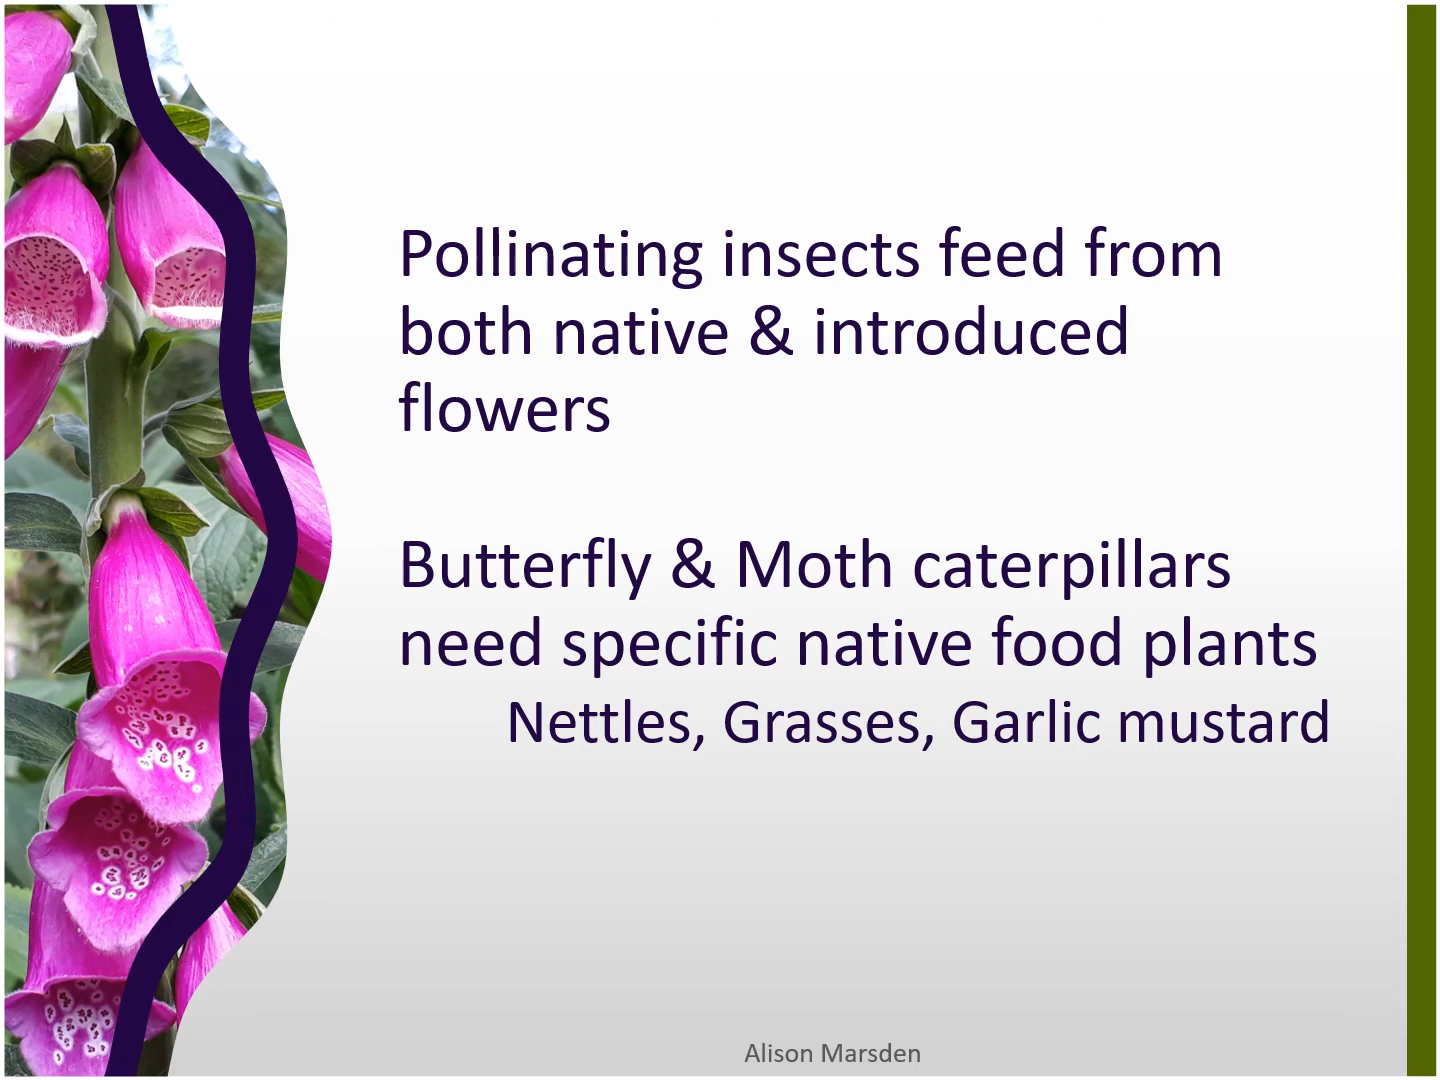 Pollinating insects feed from
both native & introduced
flowers
Butterfly & Moth caterpillars
need specific native food plants
Nettles, Grasses, Garlic mustard
Alison Marsden